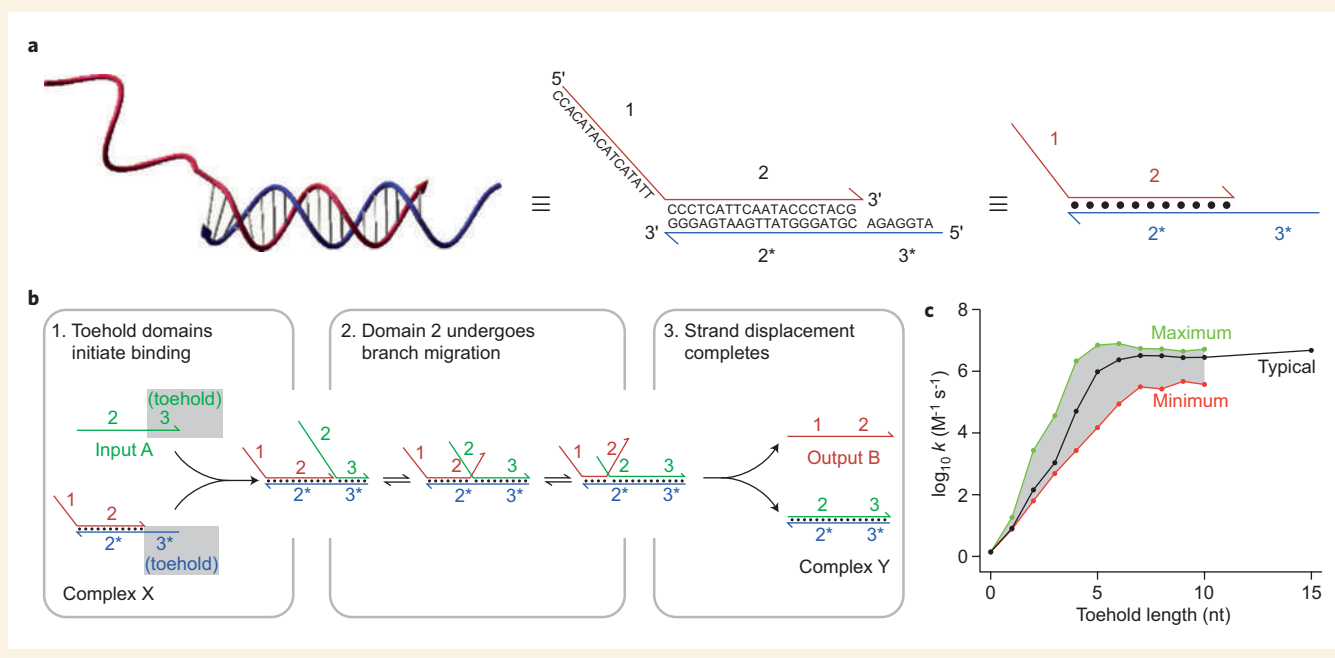 a
5'
1
CCACATACATCATATT
2
3'
CCCTCATTCAATACCCTACG
GGGAGTAAGTTATGGGATGC AGAGGTA
3'
5'
2*
3*
≡
≡
1
2
2*
3*
b
1. Toehold domains
initiate binding
(toehold)
2 3
Input A
1
2
2* 3*
(toehold)
Complex X
2. Domain 2 undergoes
branch migration
1 2 2 3
2* 3*
1 2 2 3
2* 3*
1 2 2 3
2* 3*
3. Strand displacement
completes
1 2
Output B
2 3
2* 3*
Complex Y
c
log10 k (M–1 s–1)
8
6
4
2
0
Maximum
Typical
Minimum
0 5 10 15
Toehold length (nt)